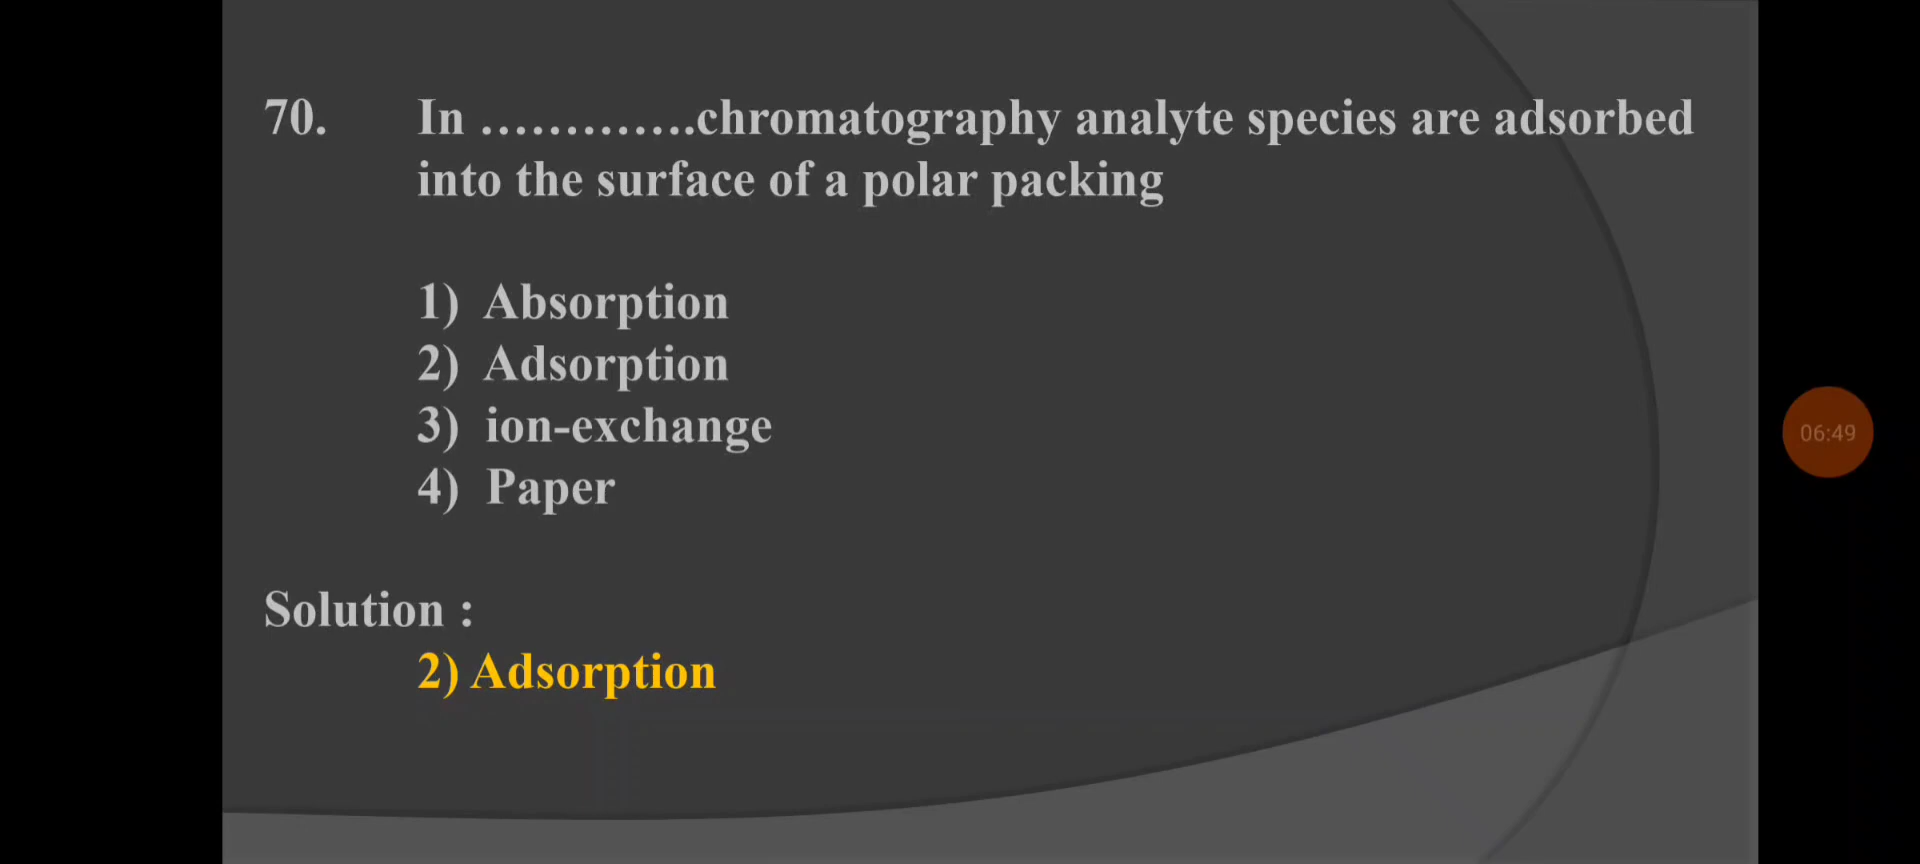 70. In .............chromatography analyte species are adsorbed
into the surface of a polar packing
1) Absorption
2) Adsorption
3) ion-exchange
4) Paper
Solution :
2) Adsorption
06:49